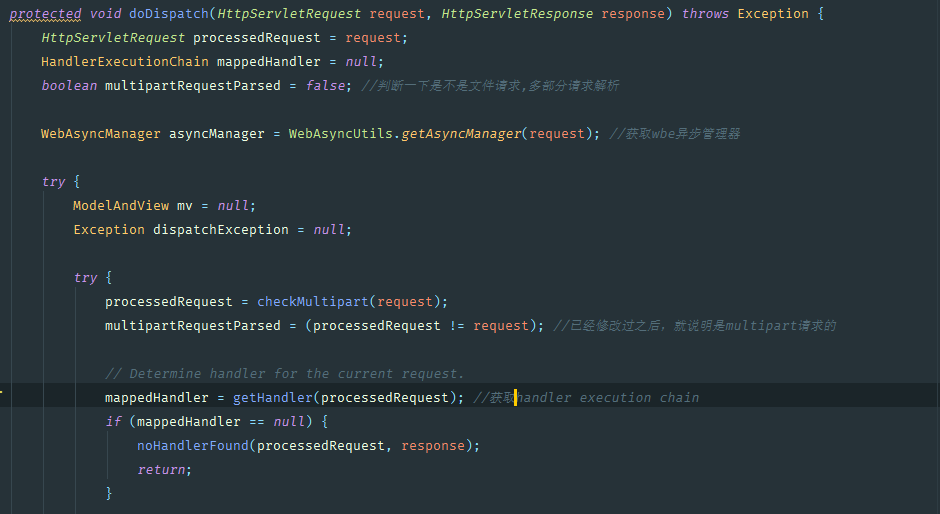 protected void doDispatch(HttpServletRequest request, HttpServletResponse response) throws Exception {
HttpServletRequest processedRequest = request;
HandlerExecutionChain mappedHandler = null;
boolean multipartRequestParsed = false; //判断一下是不是文件请求,多部分请求解析
WebAsyncManager asyncManager = WebAsyncUtils.getAsyncManager(request); //获取wbe异步管理器
try {
ModelAndView mv = null;
Exception dispatchException = null;
try {
processedRequest = checkMultipart(request);
multipartRequestParsed = (processedRequest != request); //已经修改过之后，就说明是multipart请求的
// Determine handler for the current request.
mappedHandler = getHandler(processedRequest); //获取handler execution chain
if (mappedHandler == null) {
noHandlerFound(processedRequest, response);
return;
}